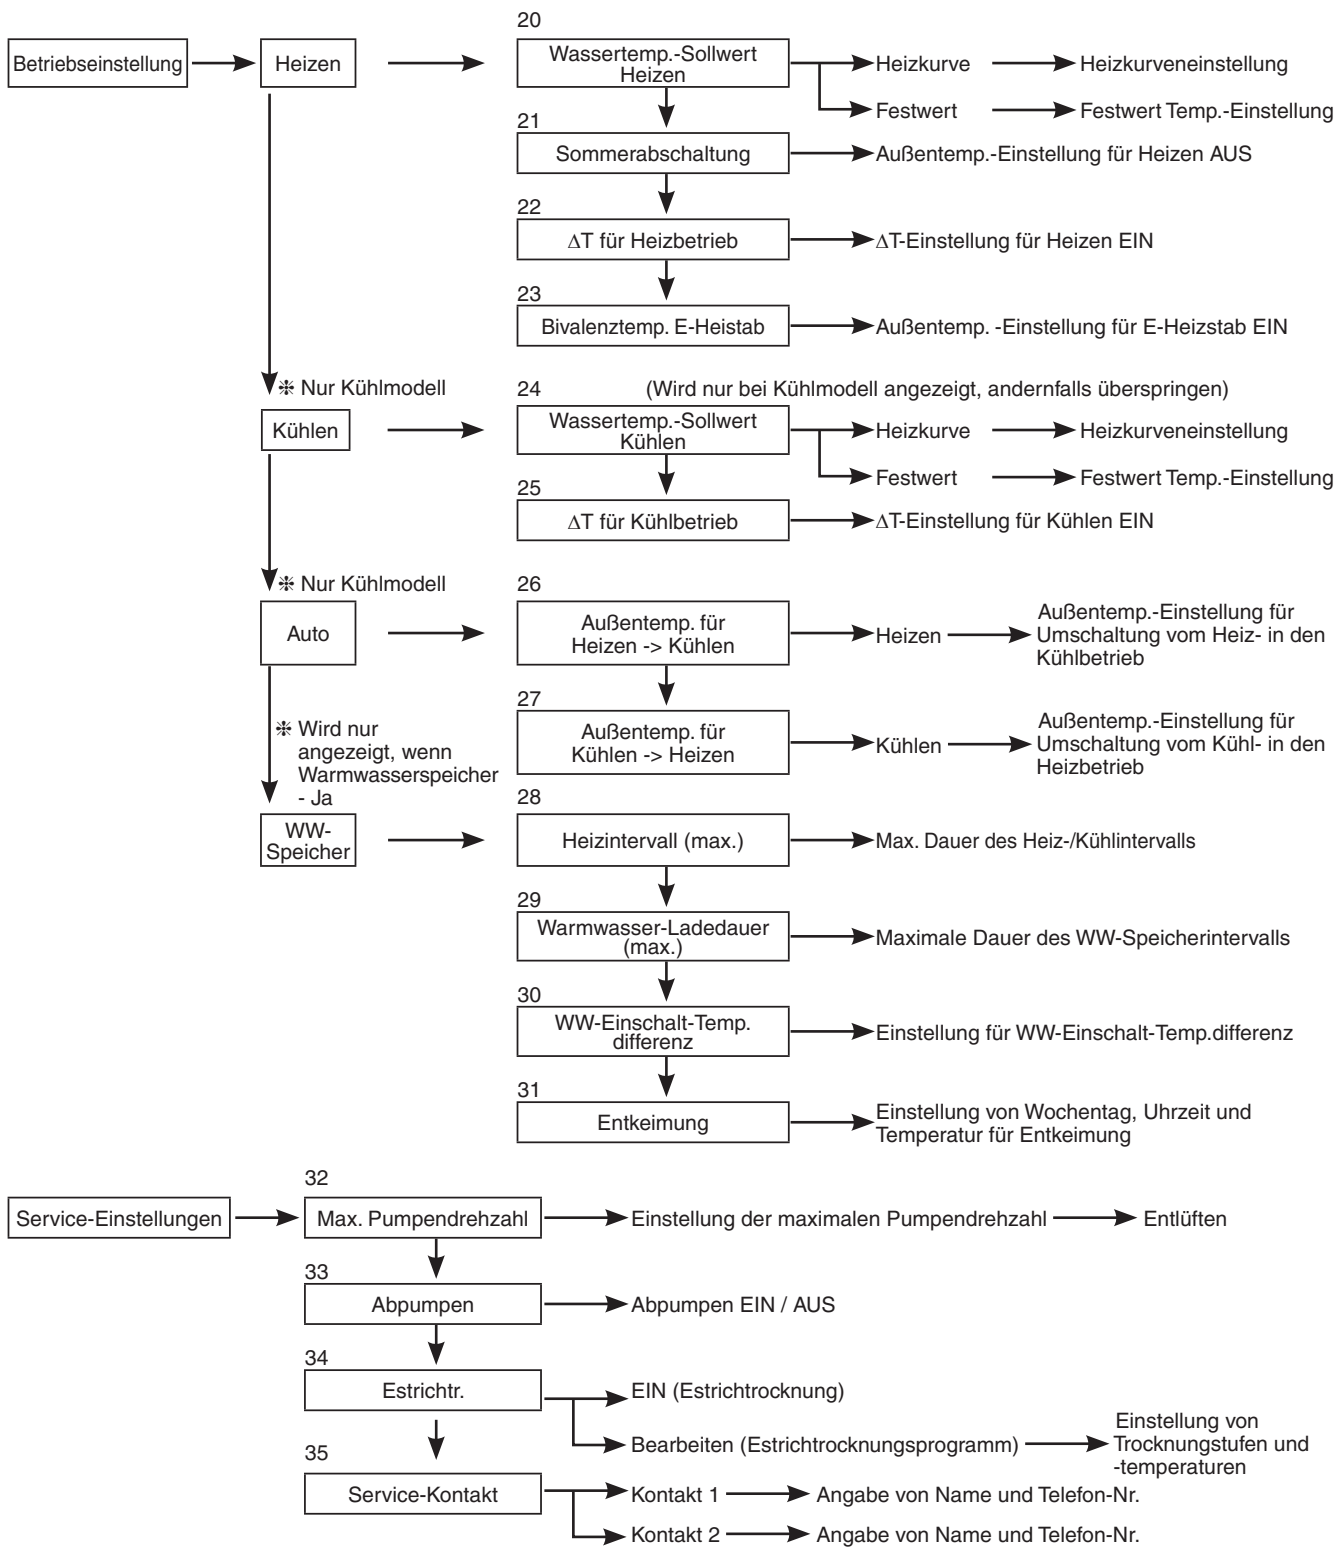 20
Betriebseinstellung
Heizen
Wassertemp.-Sollwert
Heizen
Heizkurve
Heizkurveneinstellung
Festwert
Festwert Temp.-Einstellung
21
Sommerabschaltung
Außentemp.-Einstellung für Heizen AUS
22
ΔT für Heizbetrieb
ΔT-Einstellung für Heizen EIN
23
Bivalenztemp. E-Heistab
Außentemp. -Einstellung für E-Heizstab EIN
❉ Nur Kühlmodell
24
(Wird nur bei Kühlmodell angezeigt, andernfalls überspringen)
Kühlen
Wassertemp.-Sollwert
Kühlen
Heizkurve
Heizkurveneinstellung
Festwert
Festwert Temp.-Einstellung
25
ΔT für Kühlbetrieb
ΔT-Einstellung für Kühlen EIN
❉ Nur Kühlmodell
26
Auto
Außentemp. für
Heizen -> Kühlen
Heizen
Außentemp.-Einstellung für
Umschaltung vom Heiz- in den
Kühlbetrieb
27
Außentemp. für
Kühlen -> Heizen
Kühlen
Außentemp.-Einstellung für
Umschaltung vom Kühl- in den
Heizbetrieb
❉ Wird nur
angezeigt, wenn
Warmwasserspeicher
- Ja
28
WW-
Speicher
Heizintervall (max.)
Max. Dauer des Heiz-/Kühlintervalls
29
Warmwasser-Ladedauer
(max.)
Maximale Dauer des WW-Speicherintervalls
30
WW-Einschalt-Temp.
differenz
Einstellung für WW-Einschalt-Temp.differenz
31
Entkeimung
Einstellung von Wochentag, Uhrzeit und
Temperatur für Entkeimung
32
Service-Einstellungen
Max. Pumpendrehzahl
Einstellung der maximalen Pumpendrehzahl
Entlüften
33
Abpumpen
Abpumpen EIN / AUS
34
Estrichtr.
EIN (Estrichtrocknung)
Bearbeiten (Estrichtrocknungsprogramm)
Einstellung von
Trocknungstufen und
-temperaturen
35
Service-Kontakt
Kontakt 1
Angabe von Name und Telefon-Nr.
Kontakt 2
Angabe von Name und Telefon-Nr.